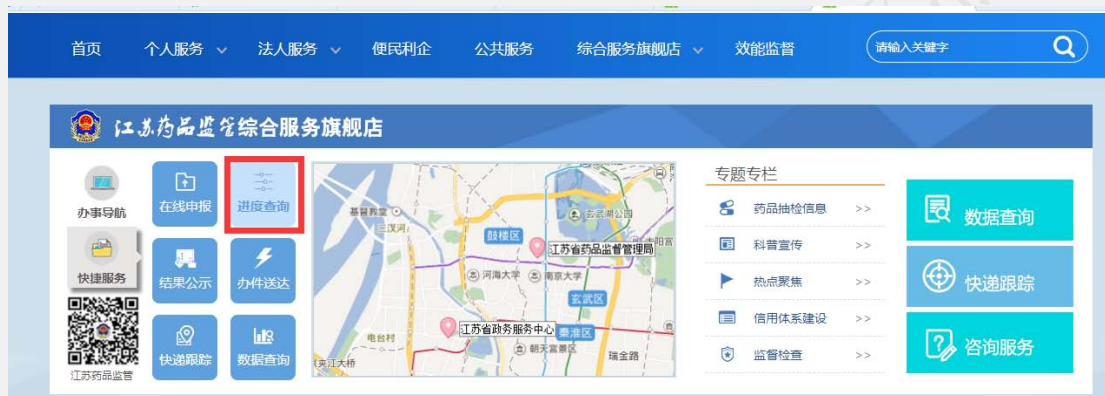 首页 个人服务 法人服务 便民利企 公共服务 综合服务旗舰店 效能监督 请输入关键字
江苏药品监管综合服务旗舰店
办事导航
快捷服务
江苏药品监管
在线申报 进度查询
结果公示 办件送达
快递跟踪 数据查询
基督教堂
三汊河
鼓楼区
玄武湖公园
江苏省药品监督管理局
河海大学
南京大学
玄武区
江苏省政务服务中心
秦淮区
电台村
朝天宫景区
瑞金路
夹江大桥
专题专栏
药品抽检信息 >>
科普宣传 >>
热点聚焦 >>
信用体系建设 >>
监督检查 >>
数据查询
快递跟踪
咨询服务